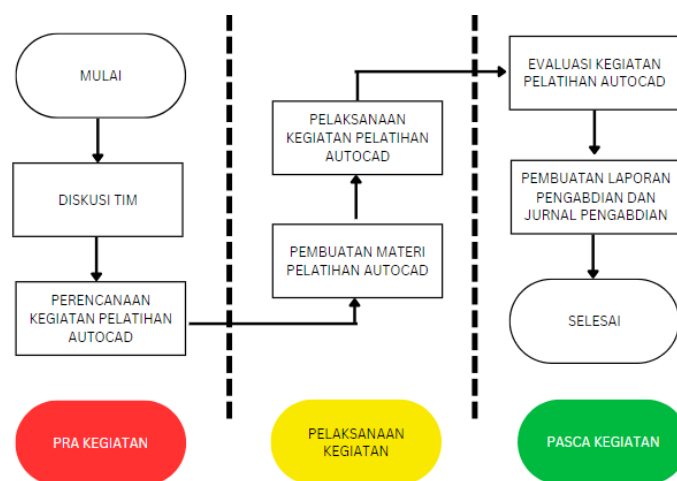 MULAI
DISKUSI TIM
PERENCANAAN
KEGIATAN PELATIHAN
AUTOCAD
PRA KEGIATAN
PELAKSANAAN
KEGIATAN PELATIHAN
AUTOCAD
PEMBUATAN MATERI
PELATIHAN AUTOCAD
PELAKSANAAN
KEGIATAN
EVALUASI KEGIATAN
PELATIHAN AUTOCAD
PEMBUATAN LAPORAN
PENGABDIAN DAN
JURNAL PENGABDIAN
SELESAI
PASCA KEGIATAN